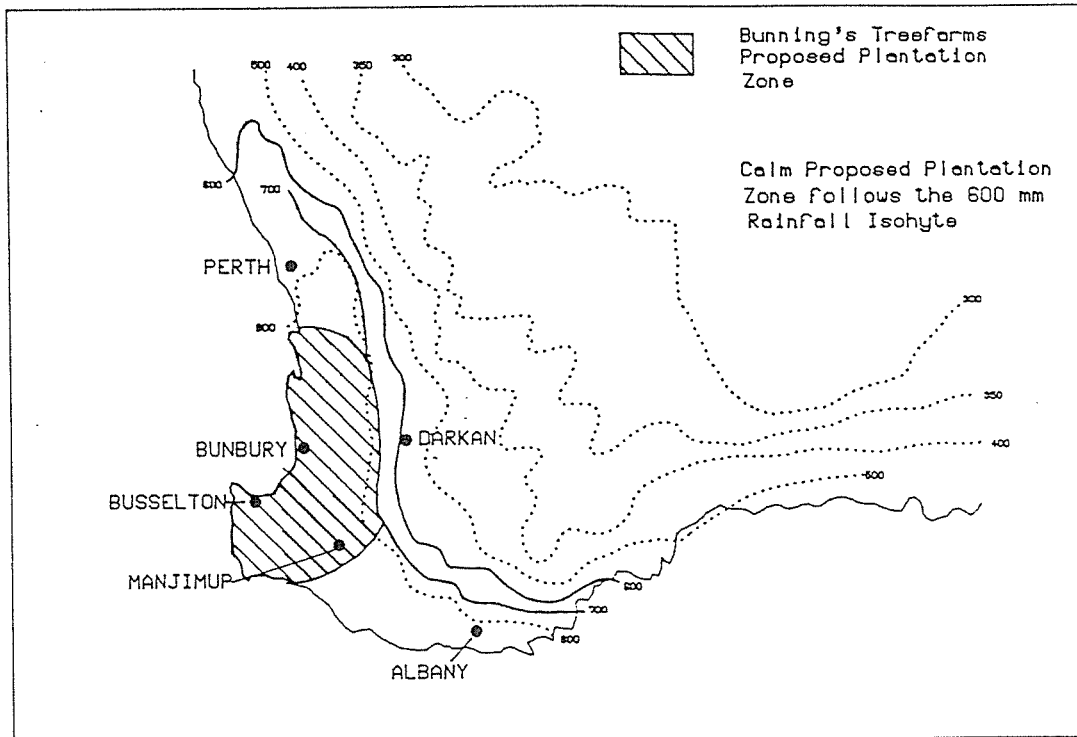 Bunning's Treefarms
Proposed Plantation
Zone
500 400 350 300
Calm Proposed Plantation
Zone follows the 600 mm
Rainfall Isohyte
600
700
PERTH
300
800
350
BUNBURY
DARKAN
400
BUSSELTON
500
MANJIMUP
600
700
800
ALBANY